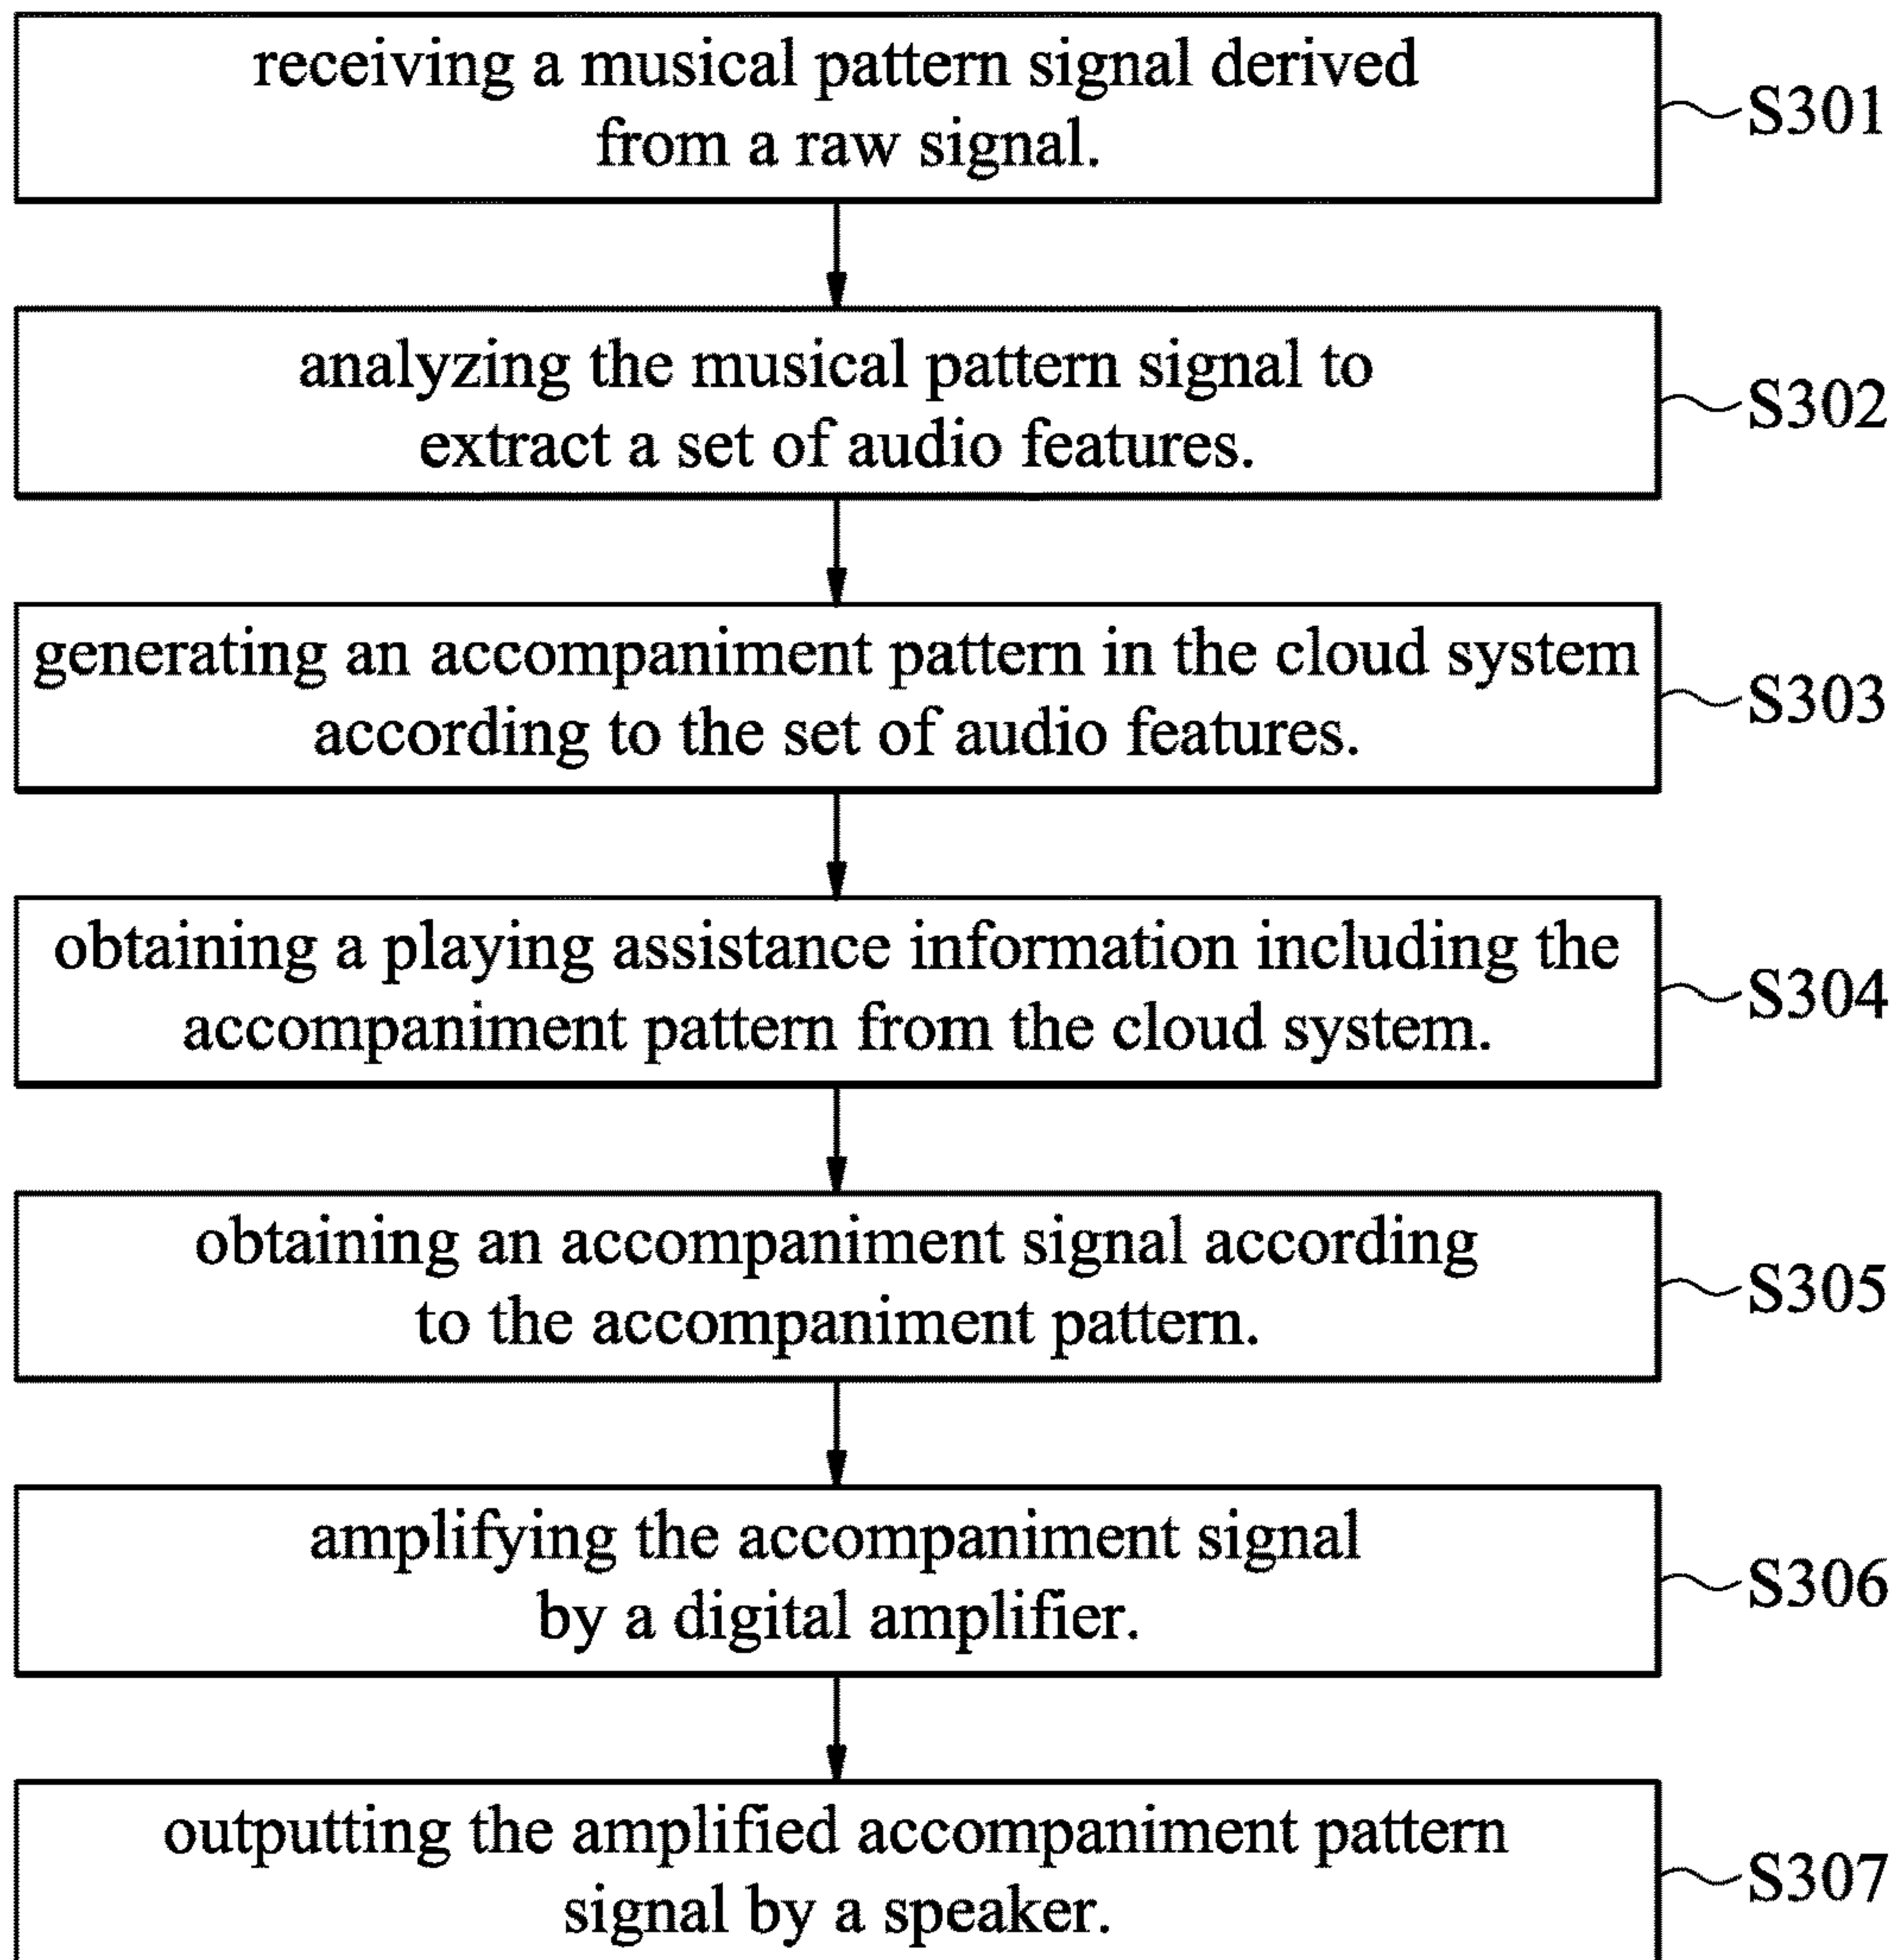 receiving a musical pattern signal derived
from a raw signal.
S301
analyzing the musical pattern signal to
extract a set of audio features.
S302
generating an accompaniment pattern in the cloud system
according to the set of audio features.
S303
obtaining a playing assistance information including the
accompaniment pattern from the cloud system.
S304
obtaining an accompaniment signal according
to the accompaniment pattern.
S305
amplifying the accompaniment signal
by a digital amplifier.
S306
outputting the amplified accompaniment pattern
signal by a speaker.
S307